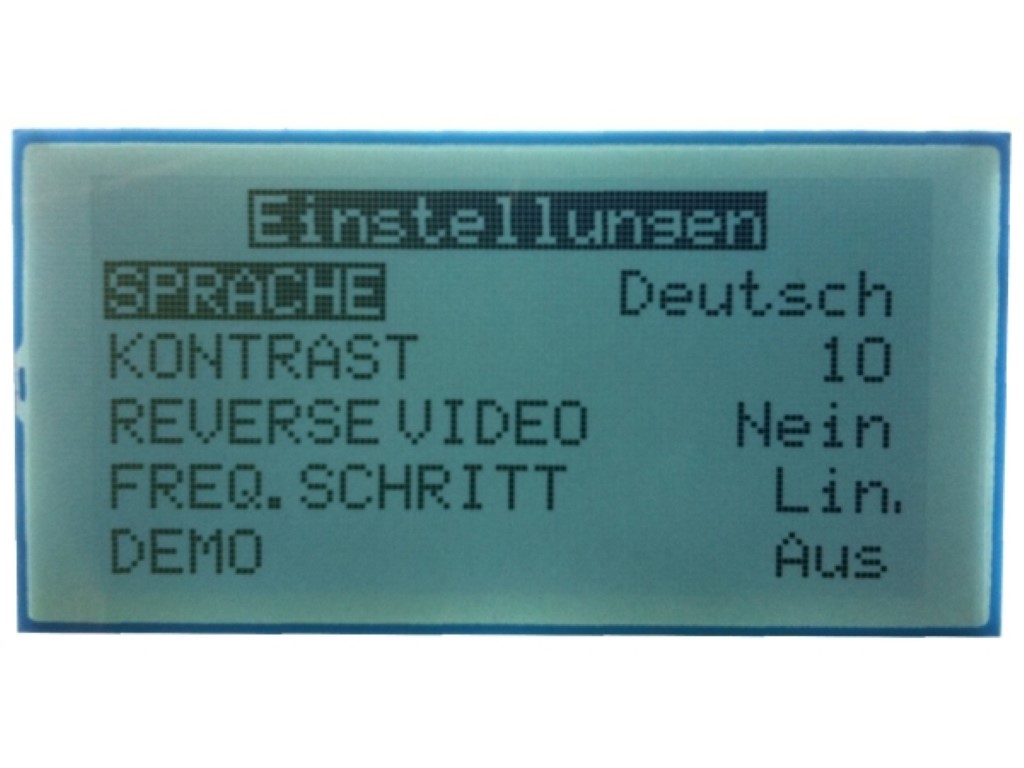 Einstellungen
SPRACHE Deutsch
KONTRAST 10
REVERSE VIDEO Nein
FREQ. SCHRITT Lin.
DEMO Aus